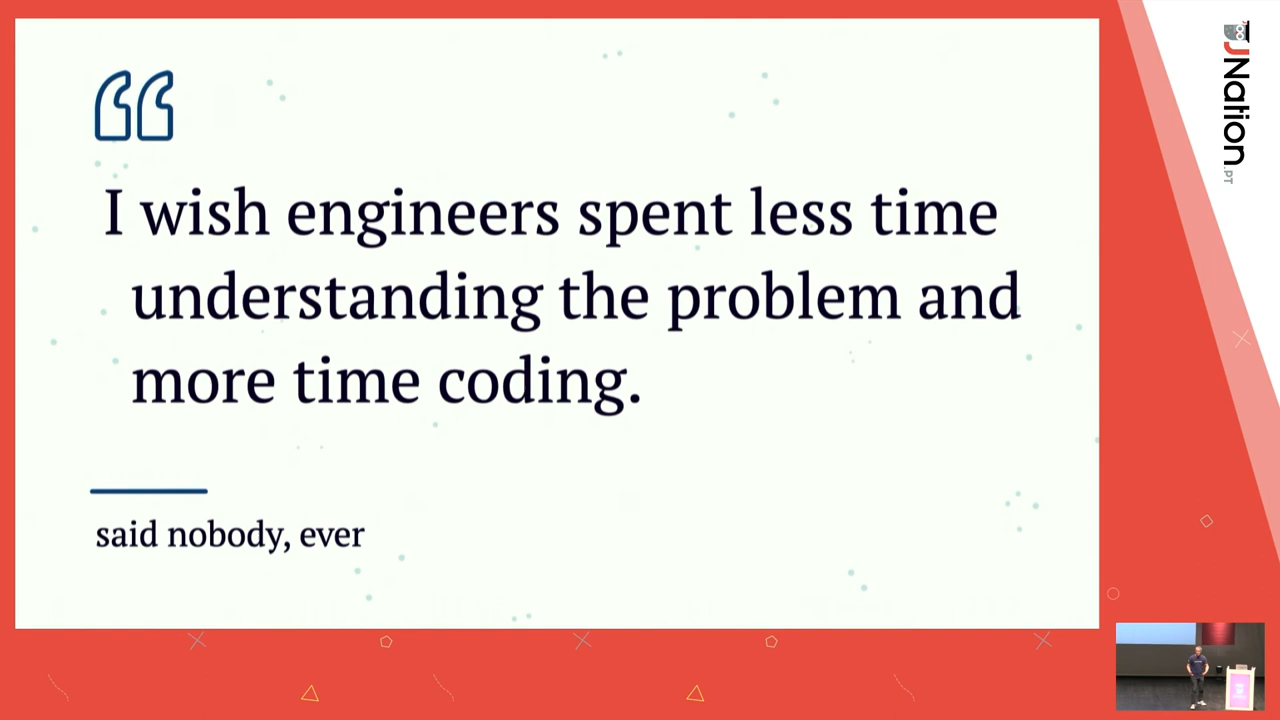 I wish engineers spent less time
understanding the problem and
more time coding.
said nobody, ever
JNation
.PT